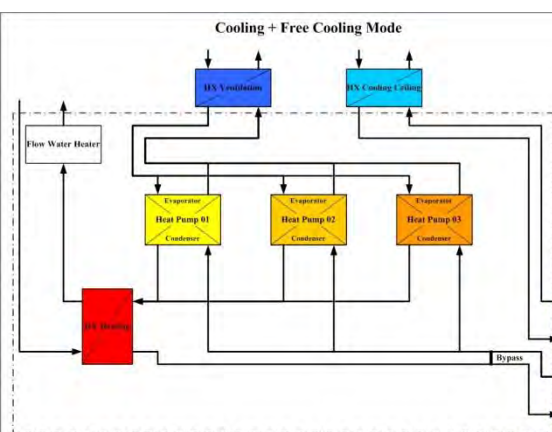 Cooling + Free Cooling Mode
HX Ventilation
HX Cooling Ceiling
Flow Water Heater
Evaporator
Heat Pump 01
Condenser
Evaporator
Heat Pump 02
Condenser
Evaporator
Heat Pump 03
Condenser
HX Heating
Bypass